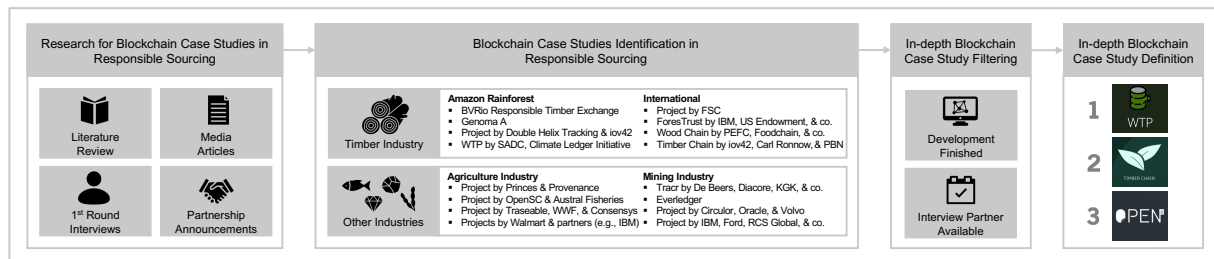 Research for Blockchain Case Studies in
Responsible Sourcing
Literature
Review
Media
Articles
1st Round
Interviews
Partnership
Announcements
Blockchain Case Studies Identification in
Responsible Sourcing
Timber Industry
Amazon Rainforest
▪ BVRio Responsible Timber Exchange
▪ Genoma A
▪ Project by Double Helix Tracking & iov42
▪ WTP by SADC, Climate Ledger Initiative
International
▪ Project by FSC
▪ ForesTrust by IBM, US Endowment, & co.
▪ Wood Chain by PEFC, Foodchain, & co.
▪ Timber Chain by iov42, Carl Ronnow, & PBN
Other Industries
Agriculture Industry
▪ Project by Princes & Provenance
▪ Project by OpenSC & Austral Fisheries
▪ Project by Traseable, WWF, & Consensys
▪ Projects by Walmart & partners (e.g., IBM)
Mining Industry
▪ Tracr by De Beers, Diacore, KGK, & co.
▪ Everledger
▪ Project by Circulor, Oracle, & Volvo
▪ Project by IBM, Ford, RCS Global, & co.
In-depth Blockchain
Case Study Filtering
Development
Finished
Interview Partner
Available
In-depth Blockchain
Case Study Definition
1
WTP
2
TIMBER CHAIN
3
OPEN